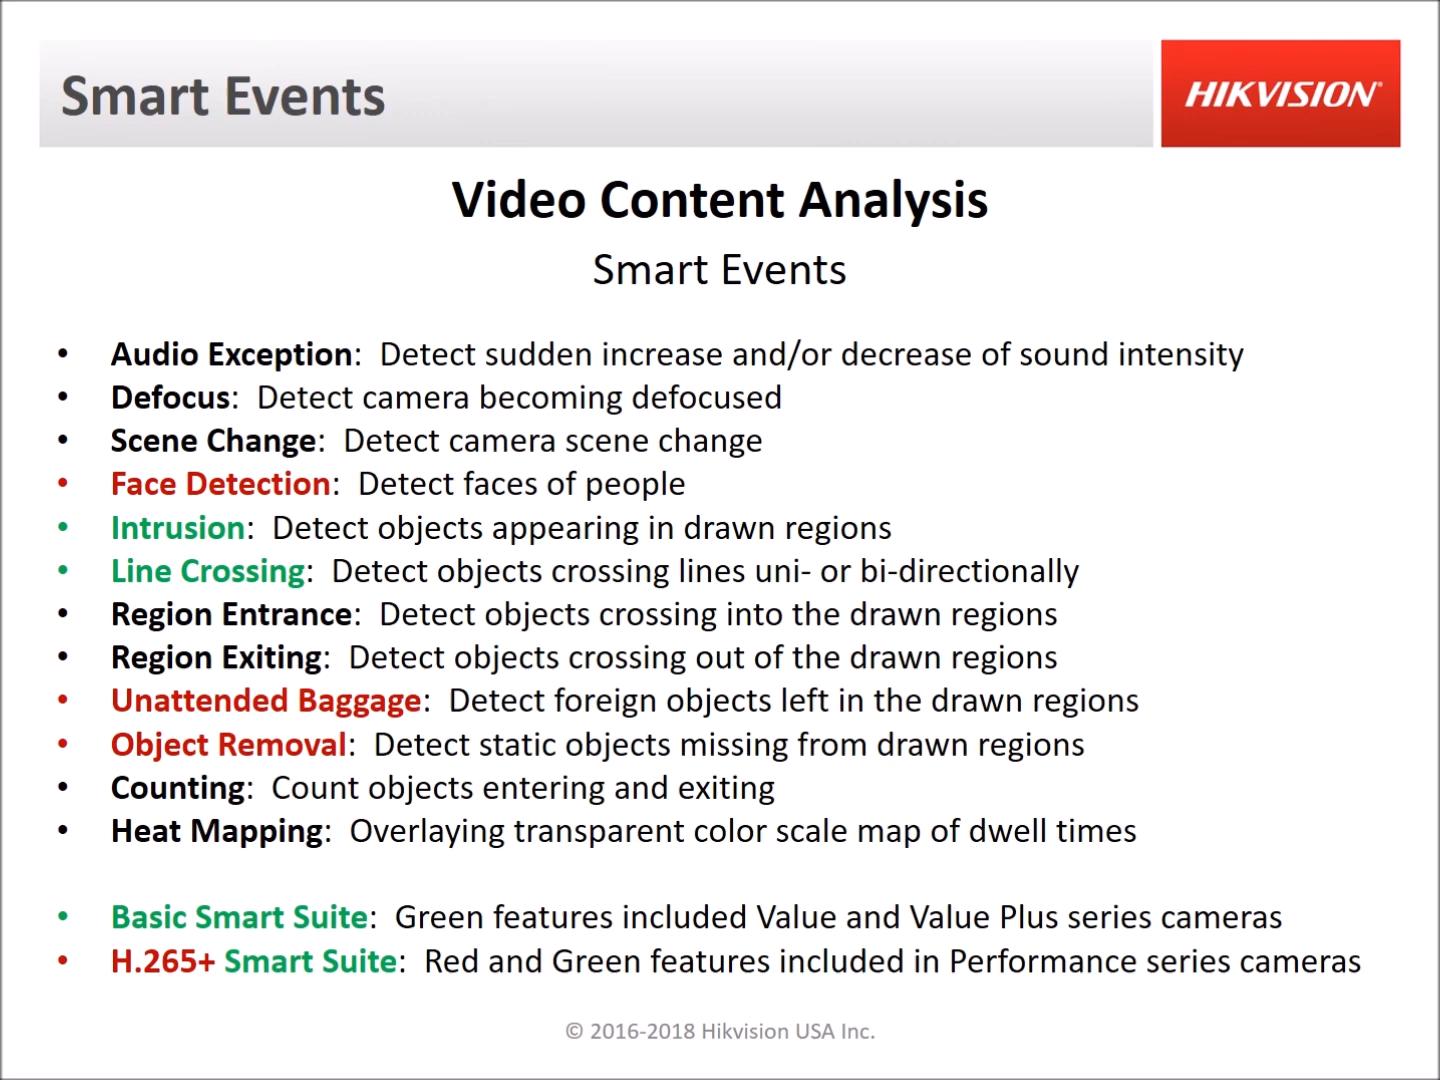 Smart Events
HIKVISION®
Video Content Analysis
Smart Events
• Audio Exception: Detect sudden increase and/or decrease of sound intensity
• Defocus: Detect camera becoming defocused
• Scene Change: Detect camera scene change
• Face Detection: Detect faces of people
• Intrusion: Detect objects appearing in drawn regions
• Line Crossing: Detect objects crossing lines uni- or bi-directionally
• Region Entrance: Detect objects crossing into the drawn regions
• Region Exiting: Detect objects crossing out of the drawn regions
• Unattended Baggage: Detect foreign objects left in the drawn regions
• Object Removal: Detect static objects missing from drawn regions
• Counting: Count objects entering and exiting
• Heat Mapping: Overlaying transparent color scale map of dwell times
• Basic Smart Suite: Green features included Value and Value Plus series cameras
• H.265+ Smart Suite: Red and Green features included in Performance series cameras
© 2016-2018 Hikvision USA Inc.